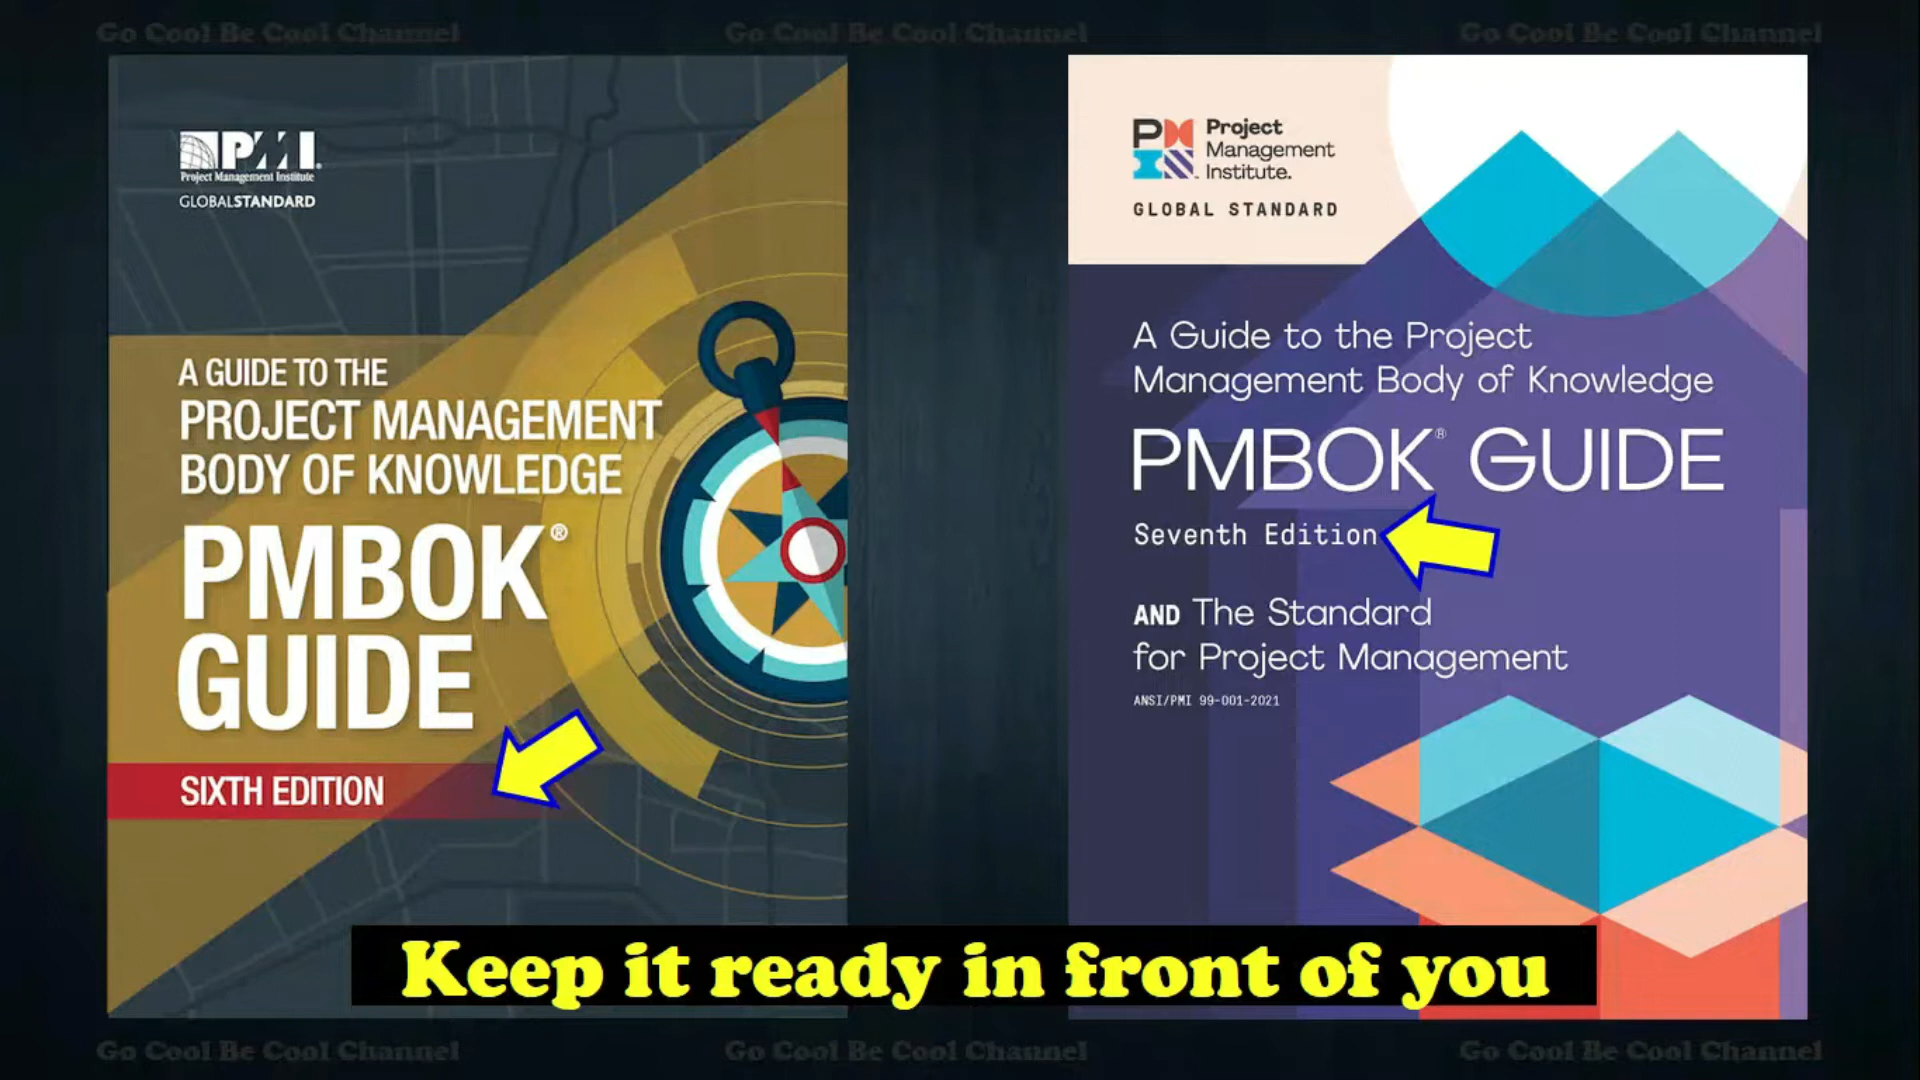 Go Cool Be Cool Channel
Go Cool Be Cool Channel
Go Cool Be Cool Channel
PMI®
Project Management Institute
GLOBALSTANDARD
A GUIDE TO THE
PROJECT MANAGEMENT
BODY OF KNOWLEDGE
PMBOK®
GUIDE
SIXTH EDITION
PM
I
Project
Management
Institute.
GLOBAL STANDARD
A Guide to the Project
Management Body of Knowledge
PMBOK® GUIDE
Seventh Edition
AND The Standard
for Project Management
ANSI/PMI 99-001-2021
Keep it ready in front of you
Go Cool Be Cool Channel
Go Cool Be Cool Channel
Go Cool Be Cool Channel